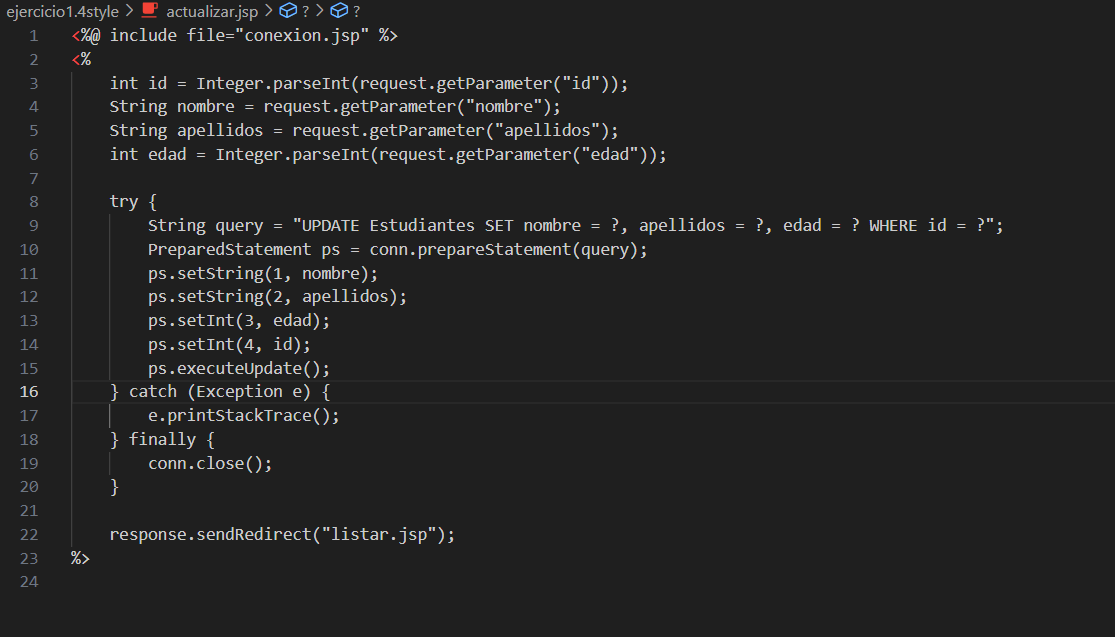 ejercicio1.4style > actualizar.jsp > ? > ?
1 <%@ include file="conexion.jsp" %>
2 <%
3 int id = Integer.parseInt(request.getParameter("id"));
4 String nombre = request.getParameter("nombre");
5 String apellidos = request.getParameter("apellidos");
6 int edad = Integer.parseInt(request.getParameter("edad"));
7
8 try {
9 String query = "UPDATE Estudiantes SET nombre = ?, apellidos = ?, edad = ? WHERE id = ?";
10 PreparedStatement ps = conn.prepareStatement(query);
11 ps.setString(1, nombre);
12 ps.setString(2, apellidos);
13 ps.setInt(3, edad);
14 ps.setInt(4, id);
15 ps.executeUpdate();
16 } catch (Exception e) {
17 e.printStackTrace();
18 } finally {
19 conn.close();
20 }
21
22 response.sendRedirect("listar.jsp");
23 %>
24